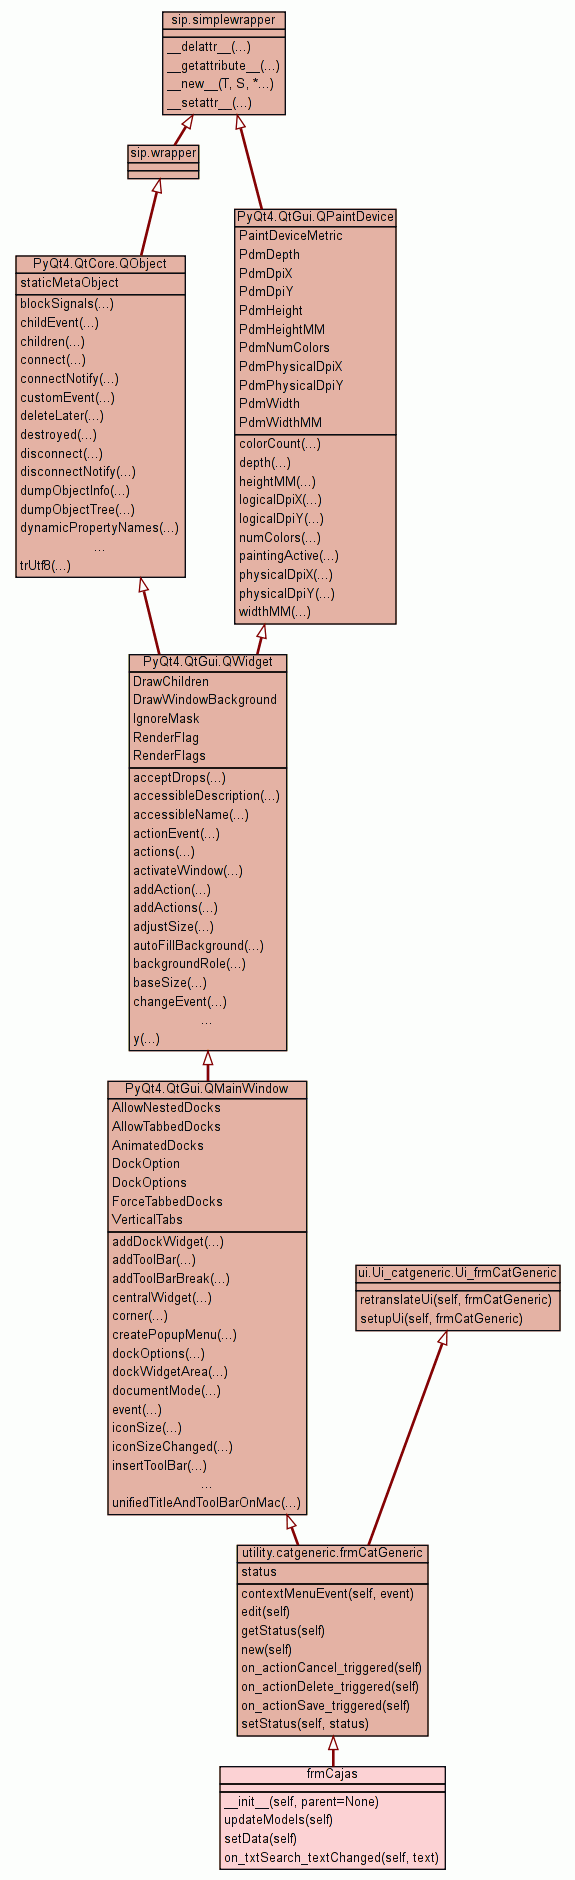 sip.simplewrapper
__delattr__(...)
__getattribute__(...)
__new__(T, S, *...)
__setattr__(...)
sip.wrapper
PyQt4.QtGui.QPaintDevice
PaintDeviceMetric
PdmDepth
PdmDpiX
PdmDpiY
PdmHeight
PdmHeightMM
PdmNumColors
PdmPhysicalDpiX
PdmPhysicalDpiY
PdmWidth
PdmWidthMM
colorCount(...)
depth(...)
heightMM(...)
logicalDpiX(...)
logicalDpiY(...)
numColors(...)
paintingActive(...)
physicalDpiX(...)
physicalDpiY(...)
widthMM(...)
PyQt4.QtCore.QObject
staticMetaObject
blockSignals(...)
childEvent(...)
children(...)
connect(...)
connectNotify(...)
customEvent(...)
deleteLater(...)
destroyed(...)
disconnect(...)
disconnectNotify(...)
dumpObjectInfo(...)
dumpObjectTree(...)
dynamicPropertyNames(...)
...
trUtf8(...)
PyQt4.QtGui.QWidget
DrawChildren
DrawWindowBackground
IgnoreMask
RenderFlag
RenderFlags
acceptDrops(...)
accessibleDescription(...)
accessibleName(...)
actionEvent(...)
actions(...)
activateWindow(...)
addAction(...)
addActions(...)
adjustSize(...)
autoFillBackground(...)
backgroundRole(...)
baseSize(...)
changeEvent(...)
...
y(...)
PyQt4.QtGui.QMainWindow
AllowNestedDocks
AllowTabbedDocks
AnimatedDocks
DockOption
DockOptions
ForceTabbedDocks
VerticalTabs
addDockWidget(...)
addToolBar(...)
addToolBarBreak(...)
centralWidget(...)
corner(...)
createPopupMenu(...)
dockOptions(...)
dockWidgetArea(...)
documentMode(...)
event(...)
iconSize(...)
iconSizeChanged(...)
insertToolBar(...)
...
unifiedTitleAndToolBarOnMac(...)
ui.Ui_catgeneric.Ui_frmCatGeneric
retranslateUi(self, frmCatGeneric)
setupUi(self, frmCatGeneric)
utility.catgeneric.frmCatGeneric
status
contextMenuEvent(self, event)
edit(self)
getStatus(self)
new(self)
on_actionCancel_triggered(self)
on_actionDelete_triggered(self)
on_actionSave_triggered(self)
setStatus(self, status)
frmCajas
__init__(self, parent=None)
updateModels(self)
setData(self)
on_txtSearch_textChanged(self, text)